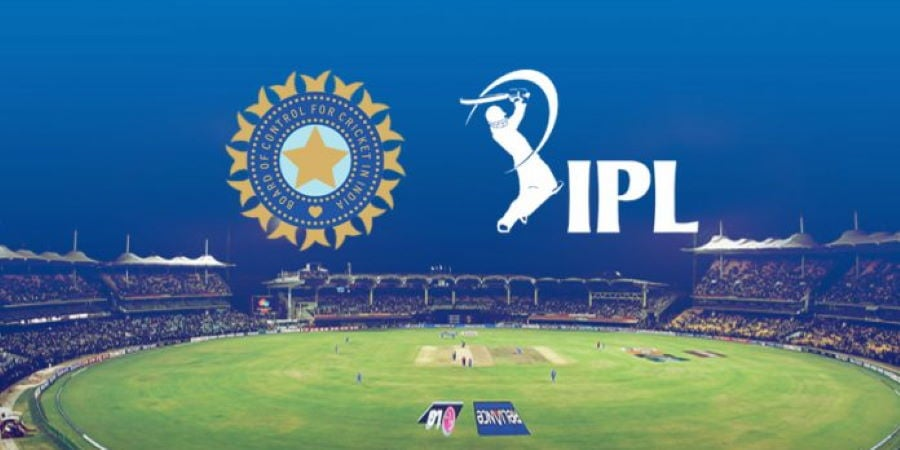 BOARD OF CONTROL FOR CRICKET IN INDIA
IPL